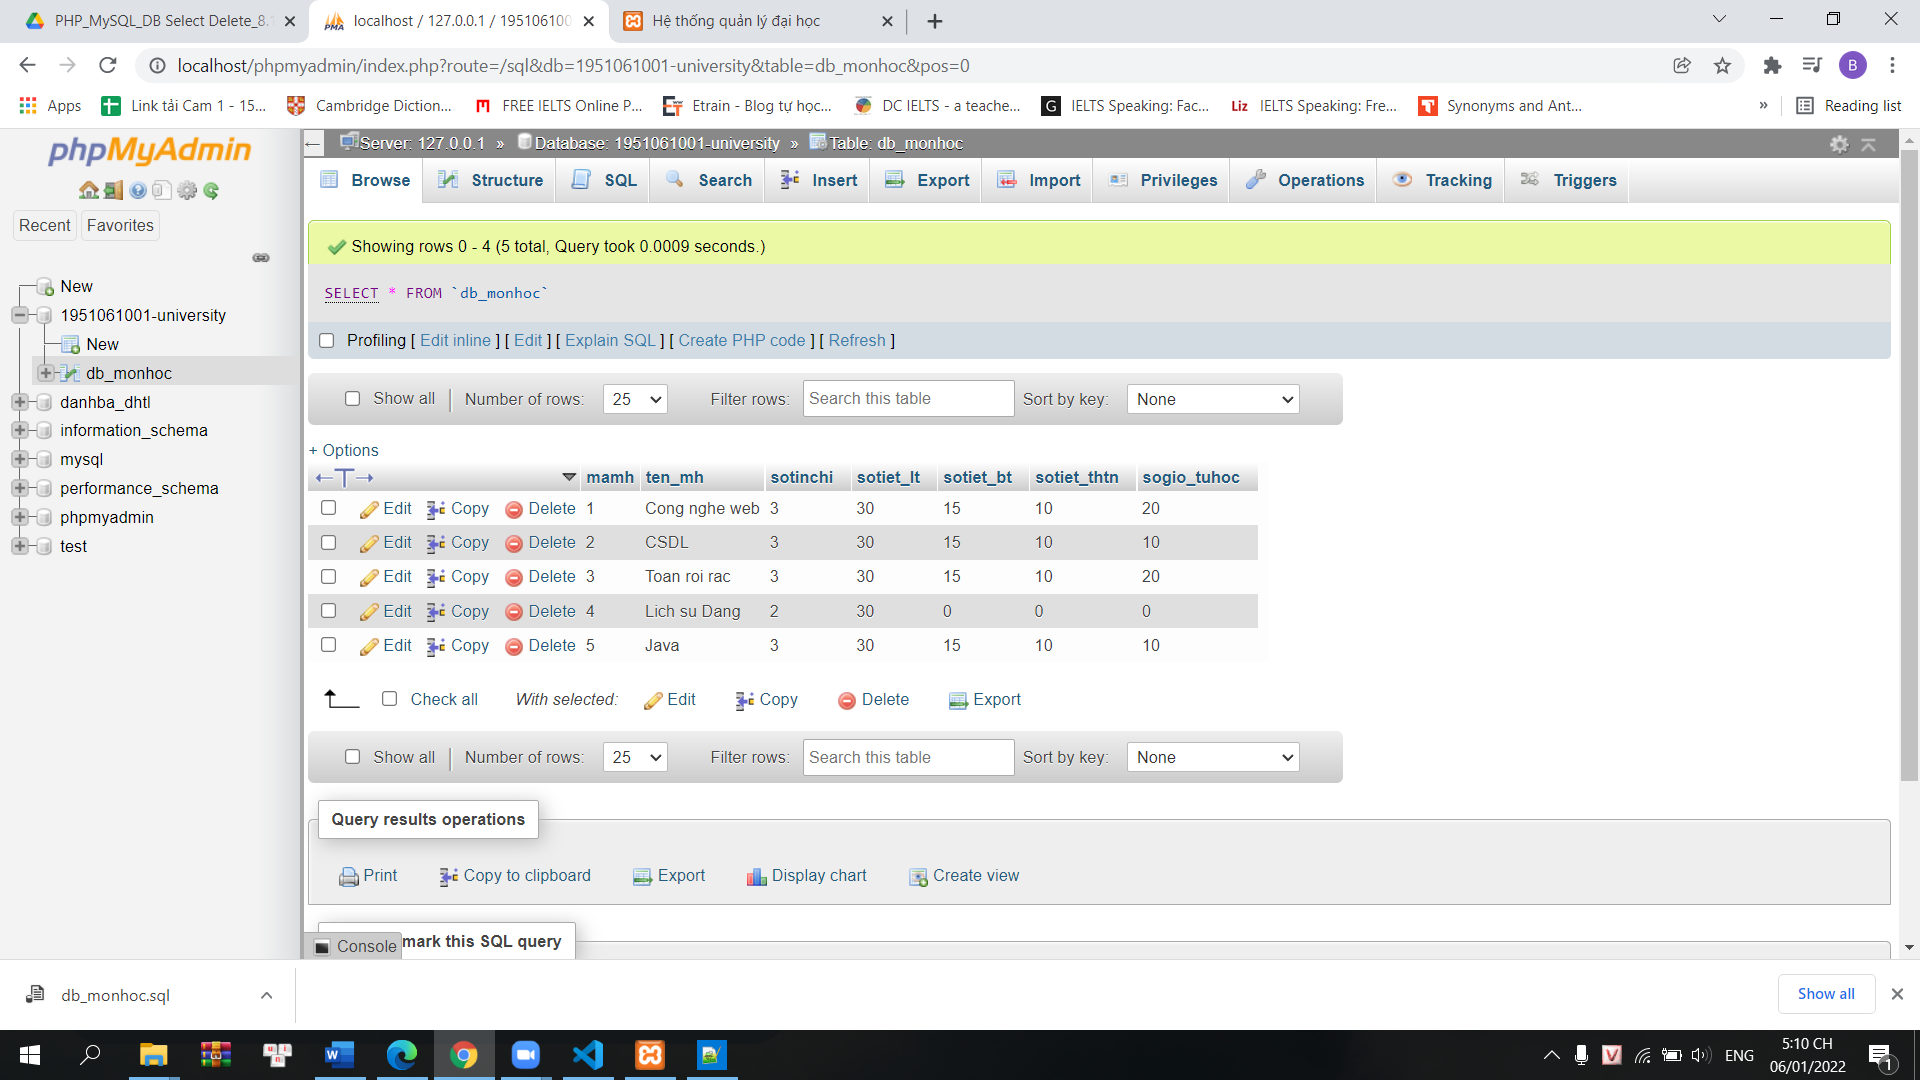 PHP_MySQL_DB Select Delete_8.
localhost / 127.0.0.1 / 195106100
Hệ thống quản lý đại học
localhost/phpmyadmin/index.php?route=/sql&db=1951061001-university&table=db_monhoc&pos=0
B
Apps
Link tải Cam 1 - 15...
Cambridge Diction...
FREE IELTS Online P...
Etrain - Blog tự học...
DC IELTS - a teache...
IELTS Speaking: Fac...
Liz IELTS Speaking: Fre...
Synonyms and Ant...
»
Reading list
phpMyAdmin
Recent
Favorites
New
1951061001-university
New
db_monhoc
danhba_dhtl
information_schema
mysql
performance_schema
phpmyadmin
test
Server: 127.0.0.1 » Database: 1951061001-university » Table: db_monhoc
Browse Structure SQL Search Insert Export Import Privileges Operations Tracking Triggers
Showing rows 0 - 4 (5 total, Query took 0.0009 seconds.)
SELECT * FROM `db_monhoc`
Profiling [ Edit inline ] [ Edit ] [ Explain SQL ] [ Create PHP code ] [ Refresh ]
Show all Number of rows: 25 Filter rows: Search this table Sort by key: None
+ Options
mamh ten_mh sotinchi sotiet_lt sotiet_bt sotiet_thtn sogio_tuhoc
Edit Copy Delete 1 Cong nghe web 3 30 15 10 20
Edit Copy Delete 2 CSDL 3 30 15 10 10
Edit Copy Delete 3 Toan roi rac 3 30 15 10 20
Edit Copy Delete 4 Lich su Dang 2 30 0 0 0
Edit Copy Delete 5 Java 3 30 15 10 10
Check all With selected: Edit Copy Delete Export
Show all Number of rows: 25 Filter rows: Search this table Sort by key: None
Query results operations
Print Copy to clipboard Export Display chart Create view
Console
mark this SQL query
db_monhoc.sql
Show all
ENG
5:10 CH
06/01/2022
1